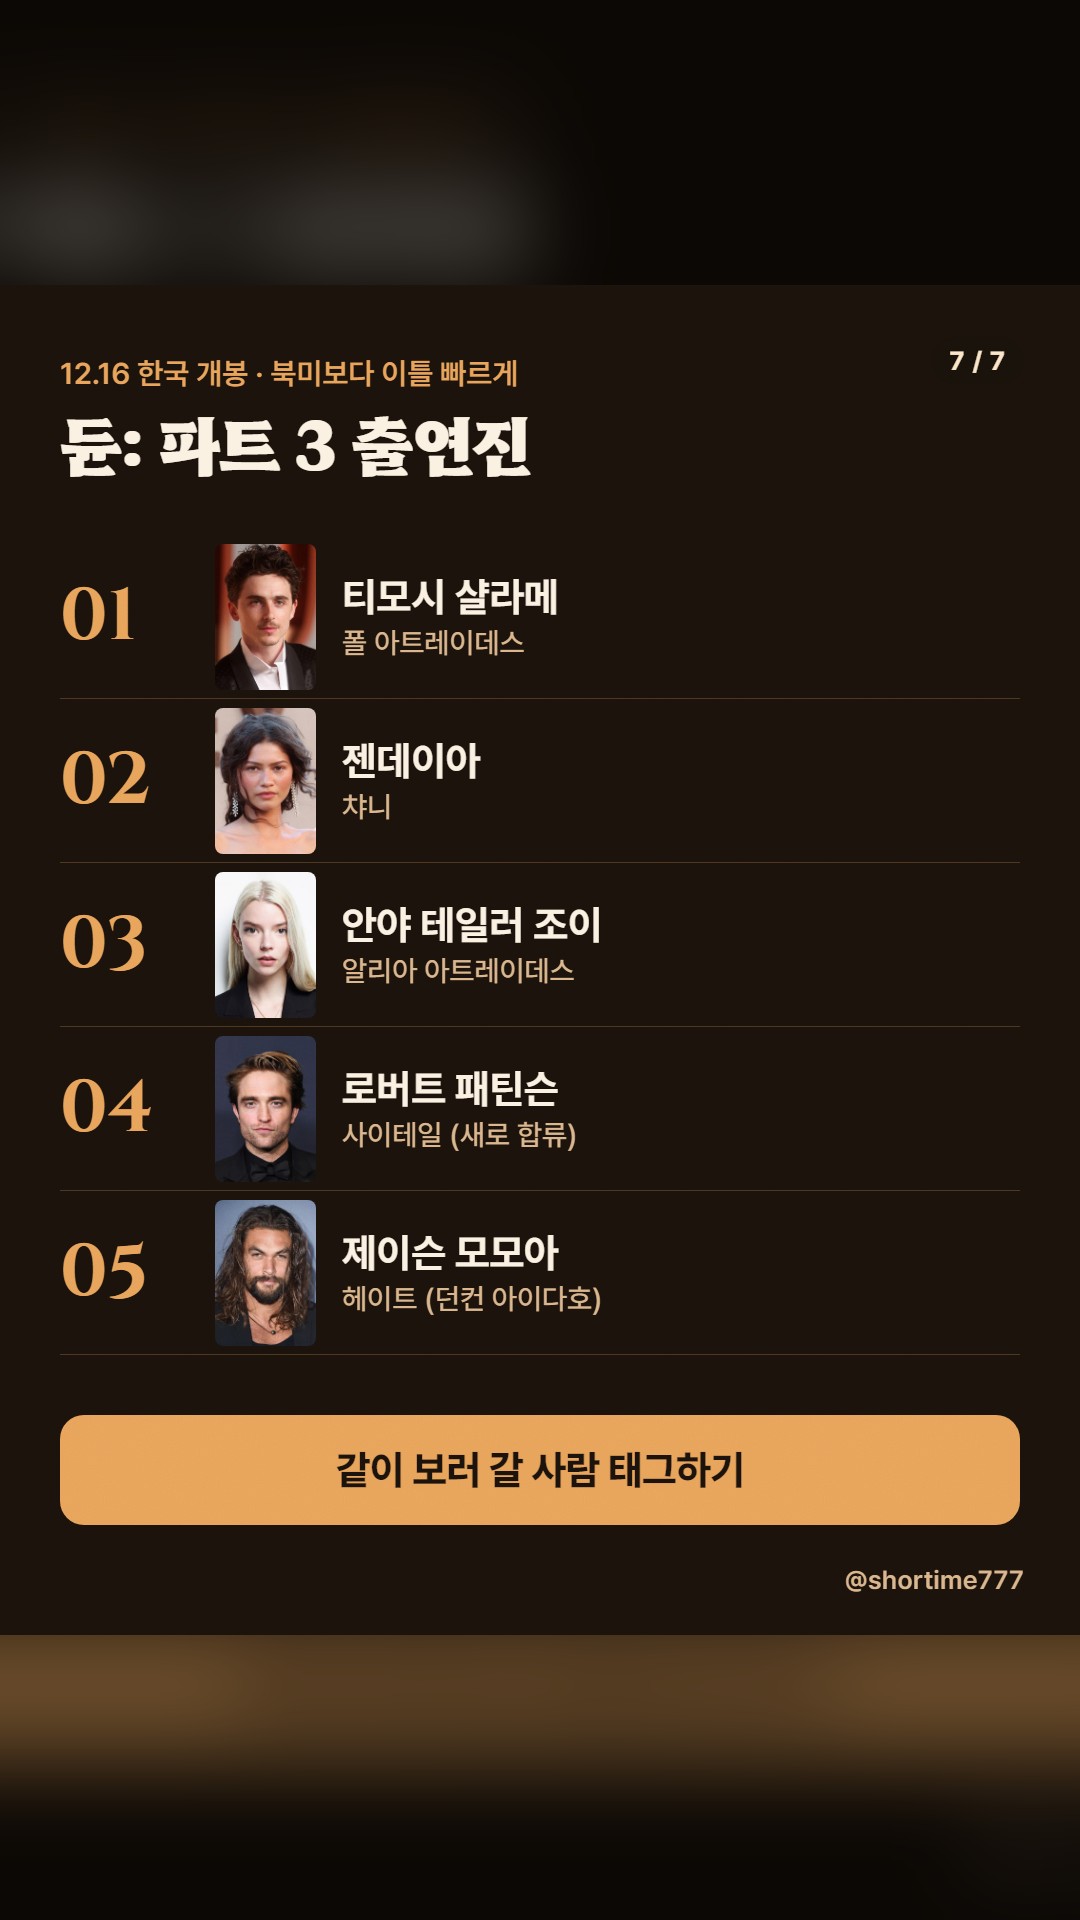 12.16 한국 개봉 · 북미보다 이틀 빠르게
7 / 7
듄: 파트 3 출연진
01
티모시 샬라메
폴 아트레이데스
02
젠데이아
챠니
03
안야 테일러 조이
알리아 아트레이데스
04
로버트 패틴슨
사이테일 (새로 합류)
05
제이슨 모모아
헤이트 (던컨 아이다호)
같이 보러 갈 사람 태그하기
@shortime777